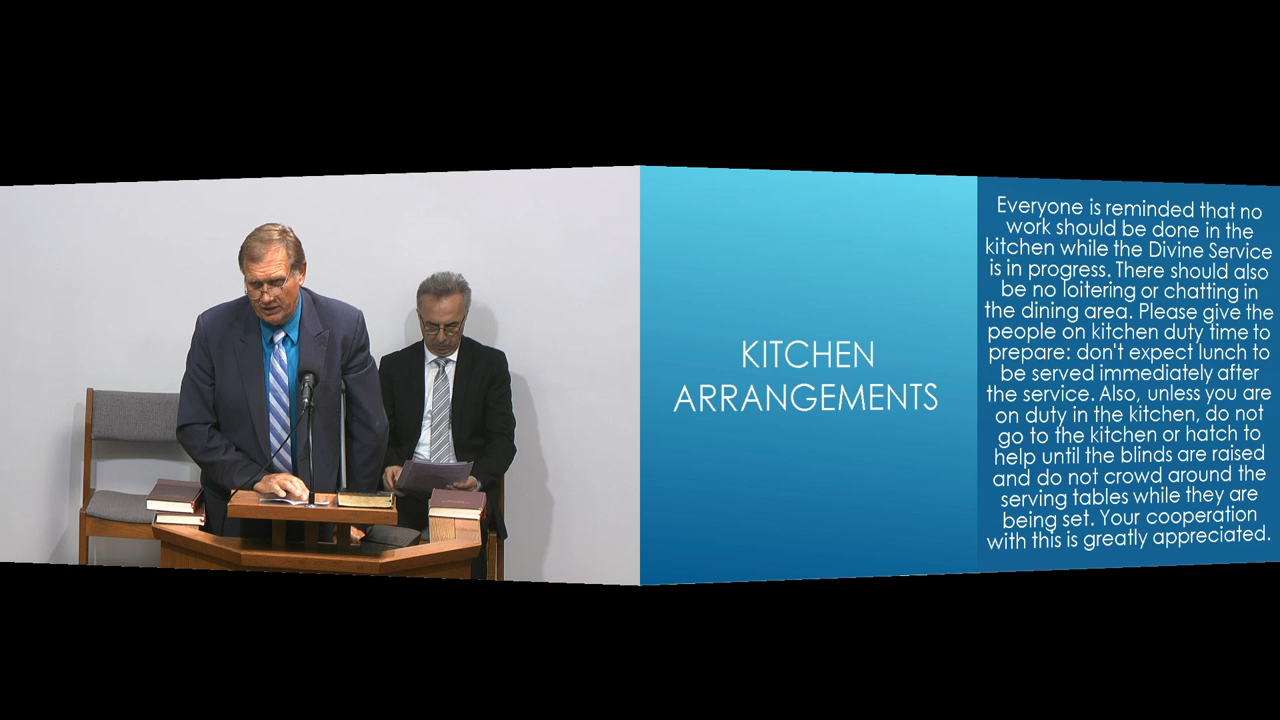 KITCHEN
ARRANGEMENTS
Everyone is reminded that no
work should be done in the
kitchen while the Divine Service
is in progress. There should also
be no loitering or chatting in
the dining area. Please give the
people on kitchen duty time to
prepare: don't expect lunch to
be served immediately after
the service. Also, unless you are
on duty in the kitchen, do not
go to the kitchen or hatch to
help until the blinds are raised
and do not crowd around the
serving tables while they are
being set. Your cooperation
with this is greatly appreciated.